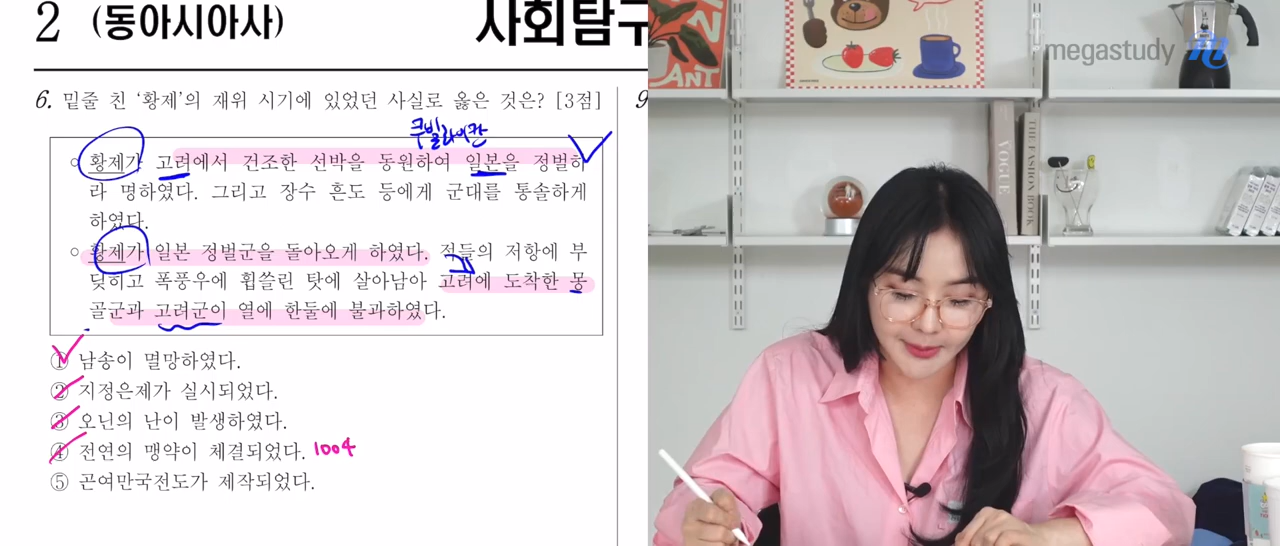 2 (동아시아사)
사회탐구
6. 밑줄 친 ‘황제’의 재위 시기에 있었던 사실로 옳은 것은? [3점]
쿠빌라이칸
○ 황제가 고려에서 건조한 선박을 동원하여 일본을 정벌하
라 명하였다. 그리고 장수 흔도 등에게 군대를 통솔하게
하였다.
○ 황제가 일본 정벌군을 돌아오게 하였다. 적들의 저항에 부
딪히고 폭풍우에 휩쓸린 탓에 살아남아 고려에 도착한 몽
골군과 고려군이 열에 한둘에 불과하였다.
① 남송이 멸망하였다.
② 지정은제가 실시되었다.
③ 오닌의 난이 발생하였다.
④ 전연의 맹약이 체결되었다. 1004
⑤ 곤여만국전도가 제작되었다.
9
megastudy
VOGUE
THE FASHION BOOK
ANT